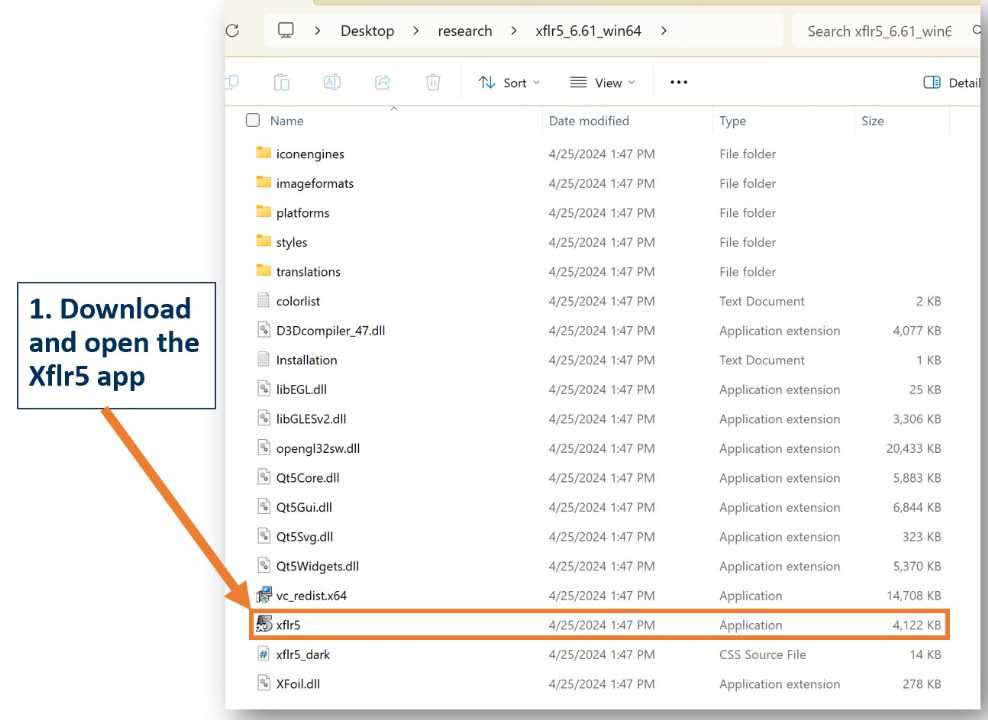 Desktop > research > xflr5_6.61_win64 >
Search xflr5_6.61_win6
Sort
View
Detail
Name Date modified Type Size
iconengines 4/25/2024 1:47 PM File folder
imageformats 4/25/2024 1:47 PM File folder
platforms 4/25/2024 1:47 PM File folder
styles 4/25/2024 1:47 PM File folder
translations 4/25/2024 1:47 PM File folder
colorlist 4/25/2024 1:47 PM Text Document 2 KB
D3Dcompiler_47.dll 4/25/2024 1:47 PM Application extension 4,077 KB
Installation 4/25/2024 1:47 PM Text Document 1 KB
libEGL.dll 4/25/2024 1:47 PM Application extension 25 KB
libGLESv2.dll 4/25/2024 1:47 PM Application extension 3,306 KB
opengl32sw.dll 4/25/2024 1:47 PM Application extension 20,433 KB
Qt5Core.dll 4/25/2024 1:47 PM Application extension 5,883 KB
Qt5Gui.dll 4/25/2024 1:47 PM Application extension 6,844 KB
Qt5Svg.dll 4/25/2024 1:47 PM Application extension 323 KB
Qt5Widgets.dll 4/25/2024 1:47 PM Application extension 5,370 KB
vc_redist.x64 4/25/2024 1:47 PM Application 14,708 KB
xflr5 4/25/2024 1:47 PM Application 4,122 KB
xflr5_dark 4/25/2024 1:47 PM CSS Source File 14 KB
XFoil.dll 4/25/2024 1:47 PM Application extension 278 KB
1. Download
and open the
Xflr5 app